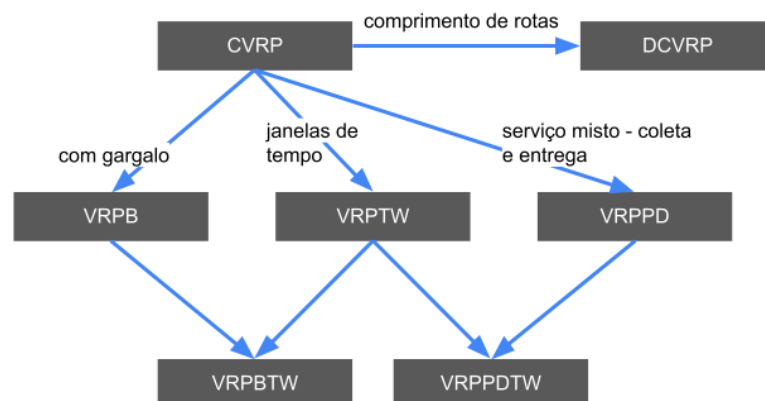 comprimento de rotas
CVRP
DCVRP
com gargalo
janelas de
tempo
serviço misto - coleta
e entrega
VRPB
VRPTW
VRPPD
VRPBTW
VRPPDTW